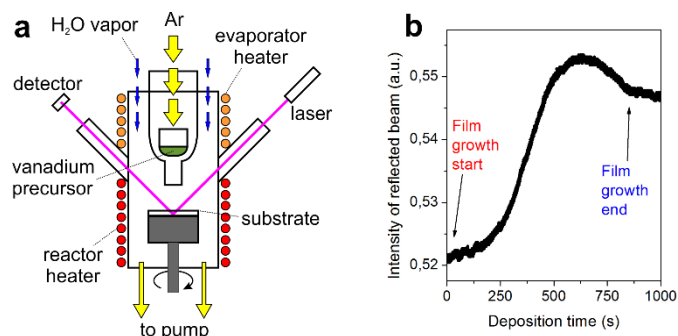 a
Ar
H₂O vapor
evaporator
heater
detector
laser
vanadium
precursor
substrate
reactor
heater
to pump
b
Intensity of reflected beam (a.u.)
0,55
0,54
0,53
0,52
Film
growth
start
Film
growth
end
0
250
500
750
1000
Deposition time (s)